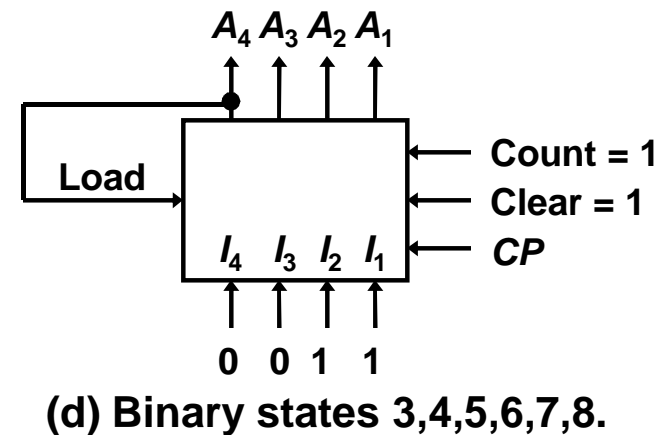 A4 A3 A2 A1
Count = 1
Load
Clear = 1
I4 I3 I2 I1
CP
0 0 1 1
(d) Binary states 3,4,5,6,7,8.